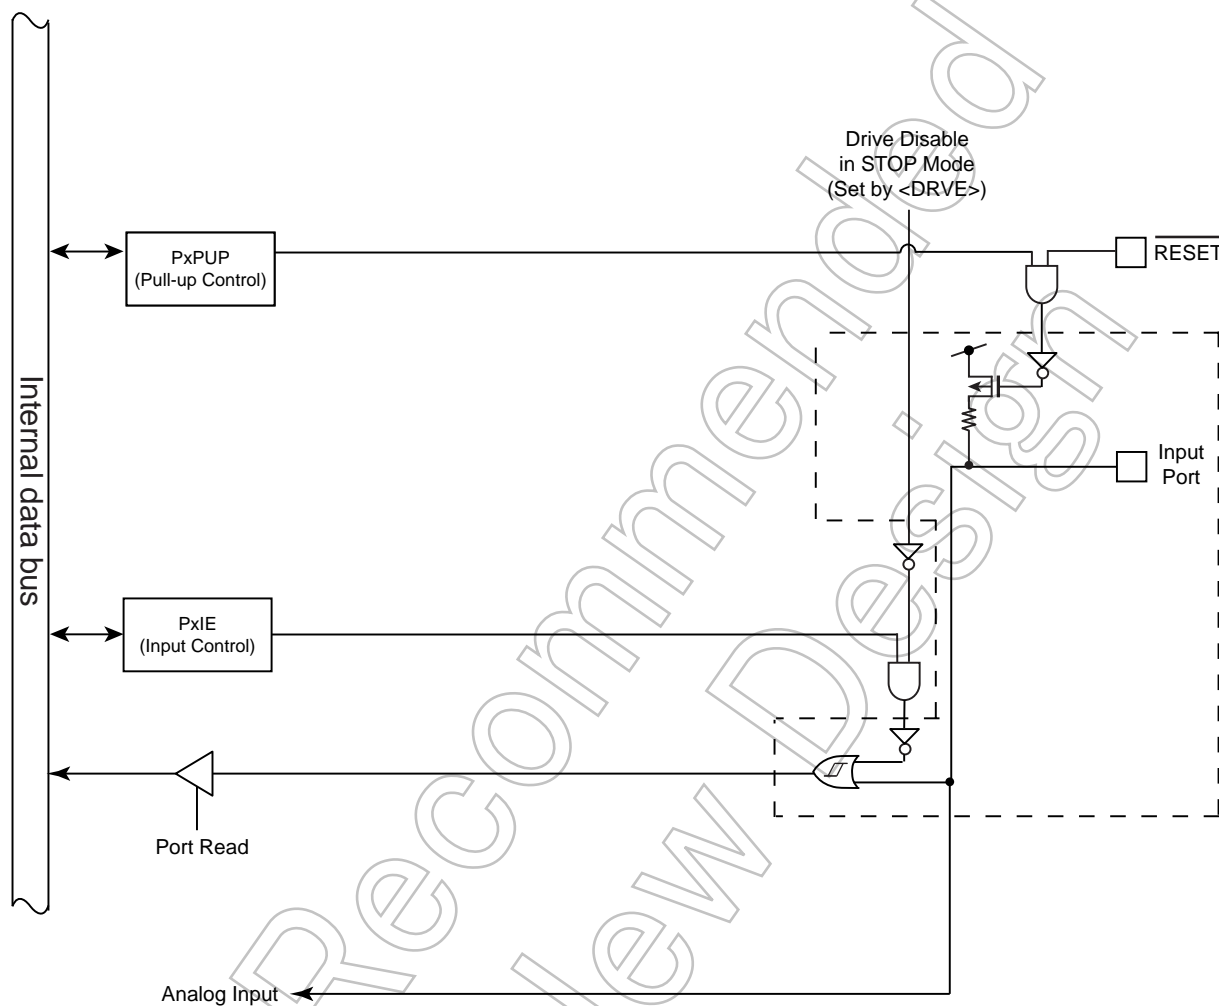 Drive Disable
in STOP Mode
(Set by <DRVE>)
PxPUP
(Pull-up Control)
RESET
Internal data bus
Input
Port
PxIE
(Input Control)
Port Read
Analog Input
Recommended
New Design